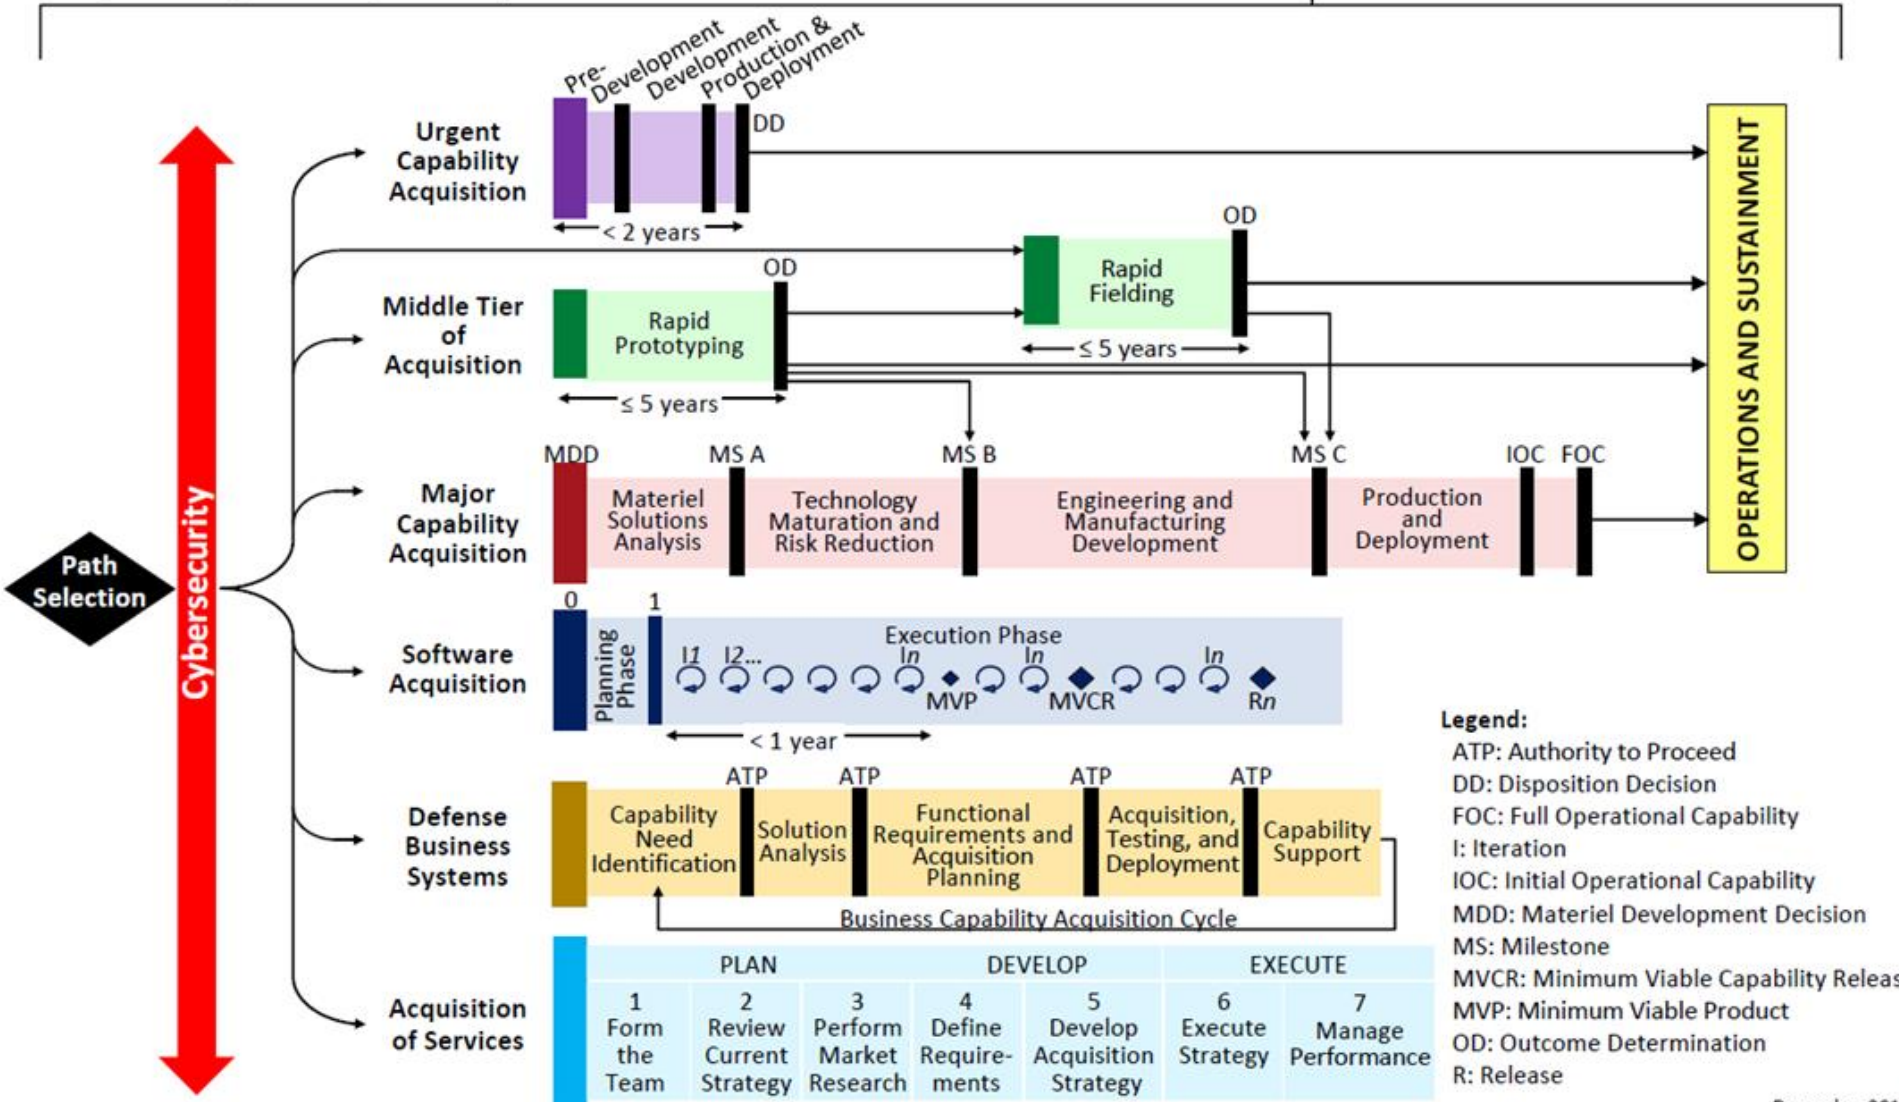 Pre-
Development
Development
Production &
Deployment
DD
Urgent
Capability
Acquisition
< 2 years
OD
Rapid
Fielding
≤ 5 years
OD
Middle Tier
of
Acquisition
Rapid
Prototyping
≤ 5 years
OPERATIONS AND SUSTAINMENT
Cybersecurity
Path
Selection
MDD MS A MS B MS C IOC FOC
Major
Capability
Acquisition
Materiel
Solutions
Analysis
Technology
Maturation and
Risk Reduction
Engineering and
Manufacturing
Development
Production
and
Deployment
0 1
Software
Acquisition
Planning
Phase
Execution Phase
I1 I2... In In In
MVP MVCR Rn
< 1 year
ATP ATP ATP ATP
Defense
Business
Systems
Capability
Need
Identification
Solution
Analysis
Functional
Requirements and
Acquisition
Planning
Acquisition,
Testing, and
Deployment
Capability
Support
Business Capability Acquisition Cycle
Acquisition
of Services
PLAN DEVELOP EXECUTE
1
Form
the
Team
2
Review
Current
Strategy
3
Perform
Market
Research
4
Define
Require-
ments
5
Develop
Acquisition
Strategy
6
Execute
Strategy
7
Manage
Performance
Legend:
ATP: Authority to Proceed
DD: Disposition Decision
FOC: Full Operational Capability
I: Iteration
IOC: Initial Operational Capability
MDD: Materiel Development Decision
MS: Milestone
MVCR: Minimum Viable Capability Releas
MVP: Minimum Viable Product
OD: Outcome Determination
R: Release